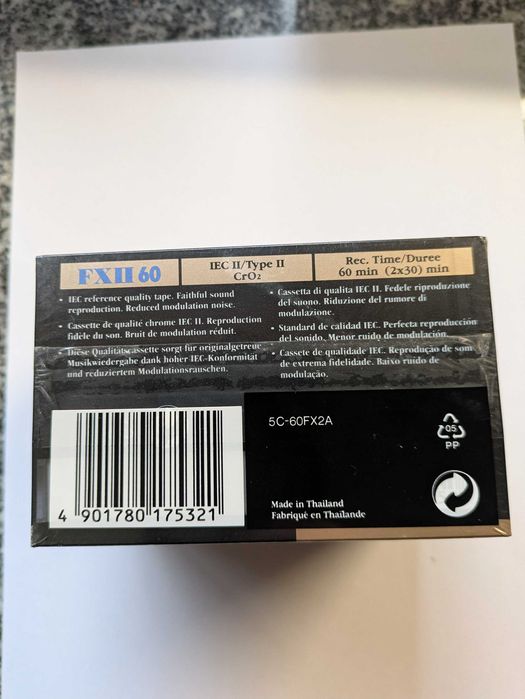 FXII 60
IEC II/Type II
CrO2
Rec. Time/Duree
60 min (2x30) min
• IEC reference quality tape. Faithful sound
reproduction. Reduced modulation noise.
• Cassette de qualité chrome IEC II. Reproduction
fidèle du son. Bruit de modulation réduit.
• Diese Qualitätscassette sorgt für originalgetreue
Musikwiedergabe dank hoher IEC-Konformität
und reduziertem Modulationsrauschen.
• Cassetta di qualita IEC II. Fedele riproduzione
del suono. Riduzione del rumore di
modulazione.
• Standard de calidad IEC. Perfecta reproducción
del sonido. Menor ruido de modulación.
• Cassete de qualidade IEC. Reprodução de som
de extrema fidelidade. Baixo ruido de
modulação.
5C-60FX2A
05
PP
Made in Thailand
Fabriqué en Thaïlande
4 901780 175321